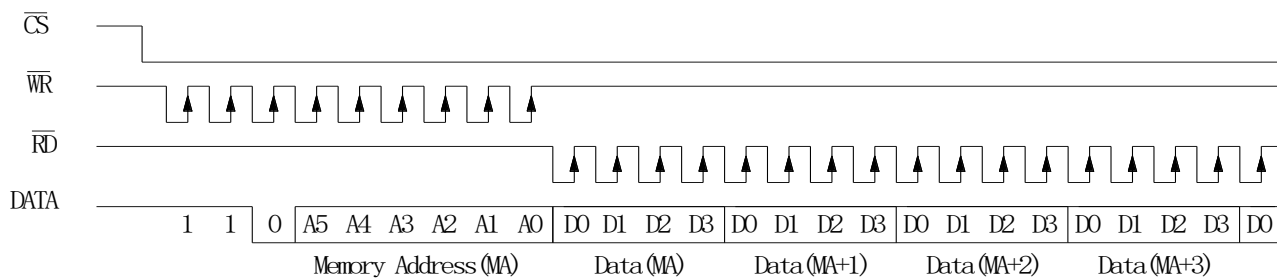 CS
WR
RD
DATA
1 1 0 A5 A4 A3 A2 A1 A0 D0 D1 D2 D3 D0 D1 D2 D3 D0 D1 D2 D3 D0 D1 D2 D3 D0
Memory Address(MA) Data(MA) Data(MA+1) Data(MA+2) Data(MA+3)